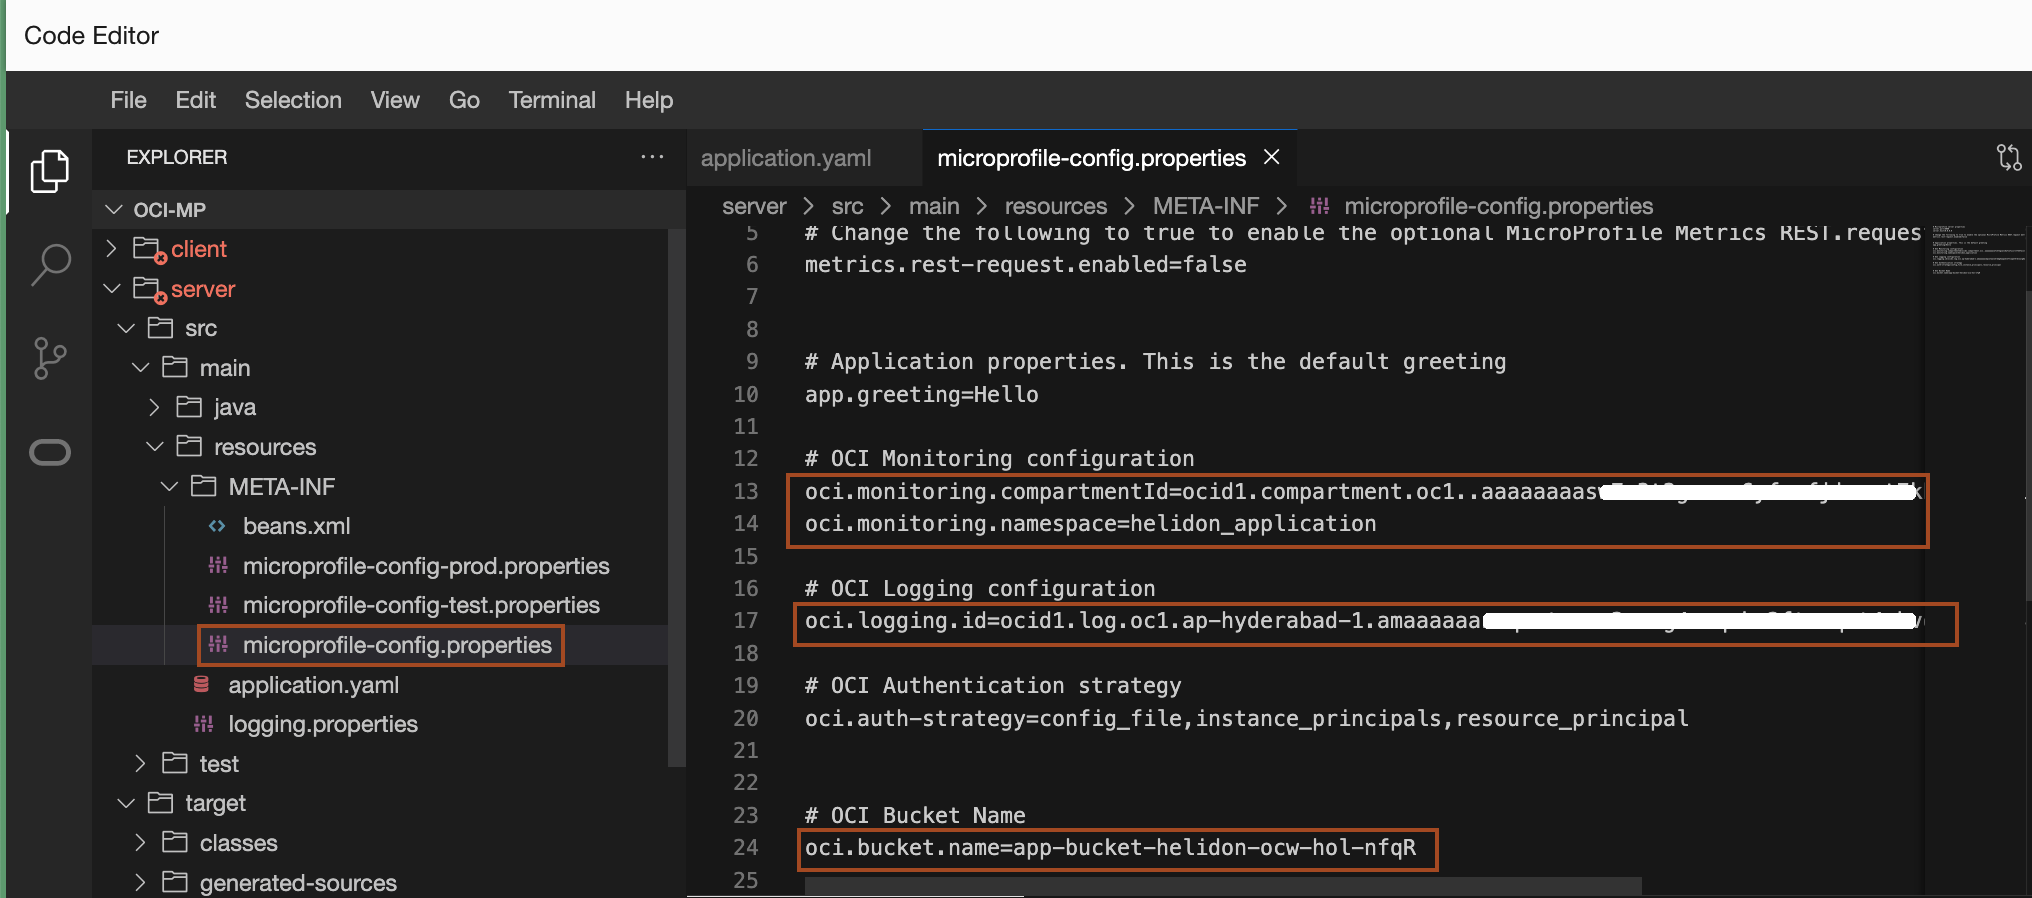 Code Editor
File Edit Selection View Go Terminal Help
EXPLORER ···
OCI-MP
client
server
src
main
java
resources
META-INF
beans.xml
microprofile-config-prod.properties
microprofile-config-test.properties
microprofile-config.properties
application.yaml
logging.properties
test
target
classes
generated-sources
application.yaml microprofile-config.properties
server > src > main > resources > META-INF > microprofile-config.properties
5 # Change the following to true to enable the optional MicroProfile Metrics REST.request
6 metrics.rest-request.enabled=false
7
8
9 # Application properties. This is the default greeting
10 app.greeting=Hello
11
12 # OCI Monitoring configuration
13 oci.monitoring.compartmentId=ocid1.compartment.oc1..aaaaaaaas
14 oci.monitoring.namespace=helidon_application
15
16 # OCI Logging configuration
17 oci.logging.id=ocid1.log.oc1.ap-hyderabad-1.amaaaaaa
18
19 # OCI Authentication strategy
20 oci.auth-strategy=config_file,instance_principals,resource_principal
21
22
23 # OCI Bucket Name
24 oci.bucket.name=app-bucket-helidon-ocw-hol-nfqR
25